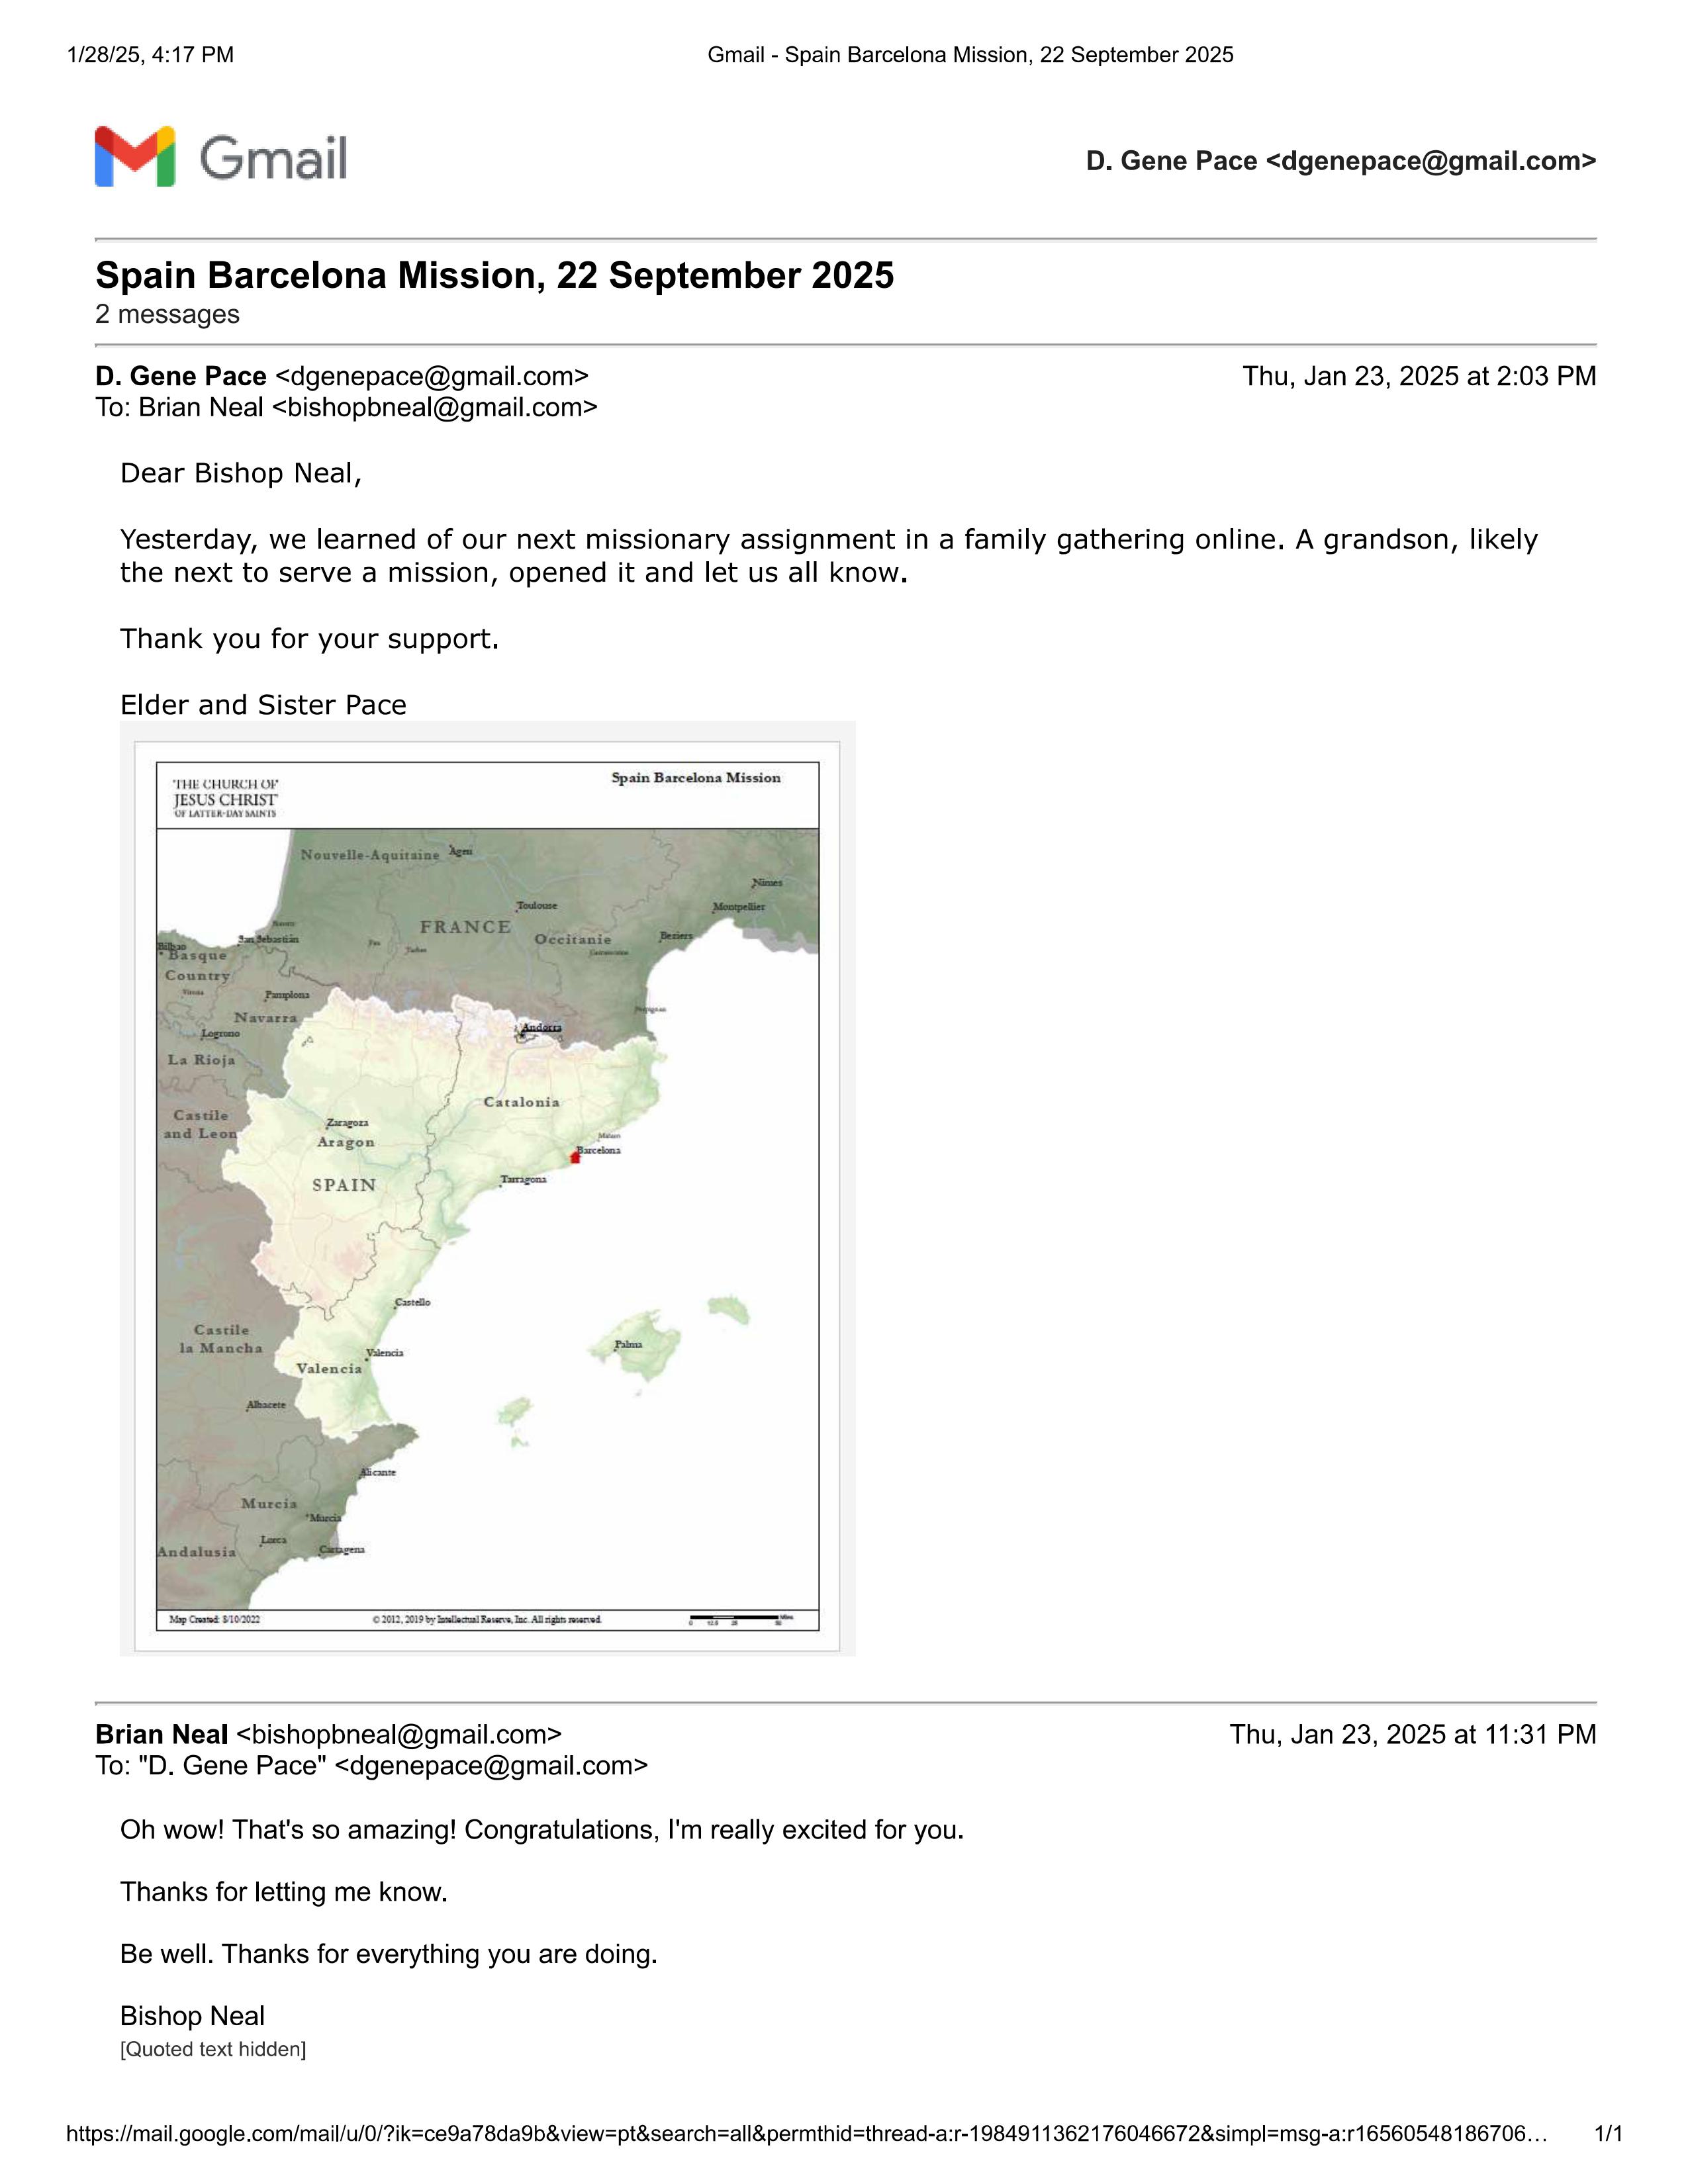 1/28/25, 4:17 PM
Gmail - Spain Barcelona Mission, 22 September 2025
Gmail
D. Gene Pace <dgenepace@gmail.com>
Spain Barcelona Mission, 22 September 2025
2 messages
D. Gene Pace <dgenepace@gmail.com>
Thu, Jan 23, 2025 at 2:03 PM
To: Brian Neal <bishopbneal@gmail.com>
Dear Bishop Neal,
Yesterday, we learned of our next missionary assignment in a family gathering online. A grandson, likely
the next to serve a mission, opened it and let us all know.
Thank you for your support.
Elder and Sister Pace
THE CHURCH OF
JESUS CHRIST
OF LATTER-DAY SAINTS
Spain Barcelona Mission
Nouvelle-Aquitaine
Agen
Nimes
Toulouse
Montpellier
FRANCE
Occitanie
Beziers
San Sebastián
Bilbao
Basque
Country
Pamplona
Navarra
Logrono
Andorra
La Rioja
Catalonia
Castile
and Leon
Zaragoza
Aragon
Barcelona
SPAIN
Tarragona
Castello
Castile
la Mancha
Palma
Valencia
Valencia
Albacete
Alicante
Murcia
Murcia
Lorca
Cartagena
Andalusia
Map Created: 8/10/2022
© 2012, 2019 by Intellectual Reserve, Inc. All rights reserved.
Brian Neal <bishopbneal@gmail.com>
Thu, Jan 23, 2025 at 11:31 PM
To: "D. Gene Pace" <dgenepace@gmail.com>
Oh wow! That's so amazing! Congratulations, I'm really excited for you.
Thanks for letting me know.
Be well. Thanks for everything you are doing.
Bishop Neal
[Quoted text hidden]
https://mail.google.com/mail/u/0/?ik=ce9a78da9b&view=pt&search=all&permthid=thread-a:r-1984911362176046672&simpl=msg-a:r16560548186706…
1/1